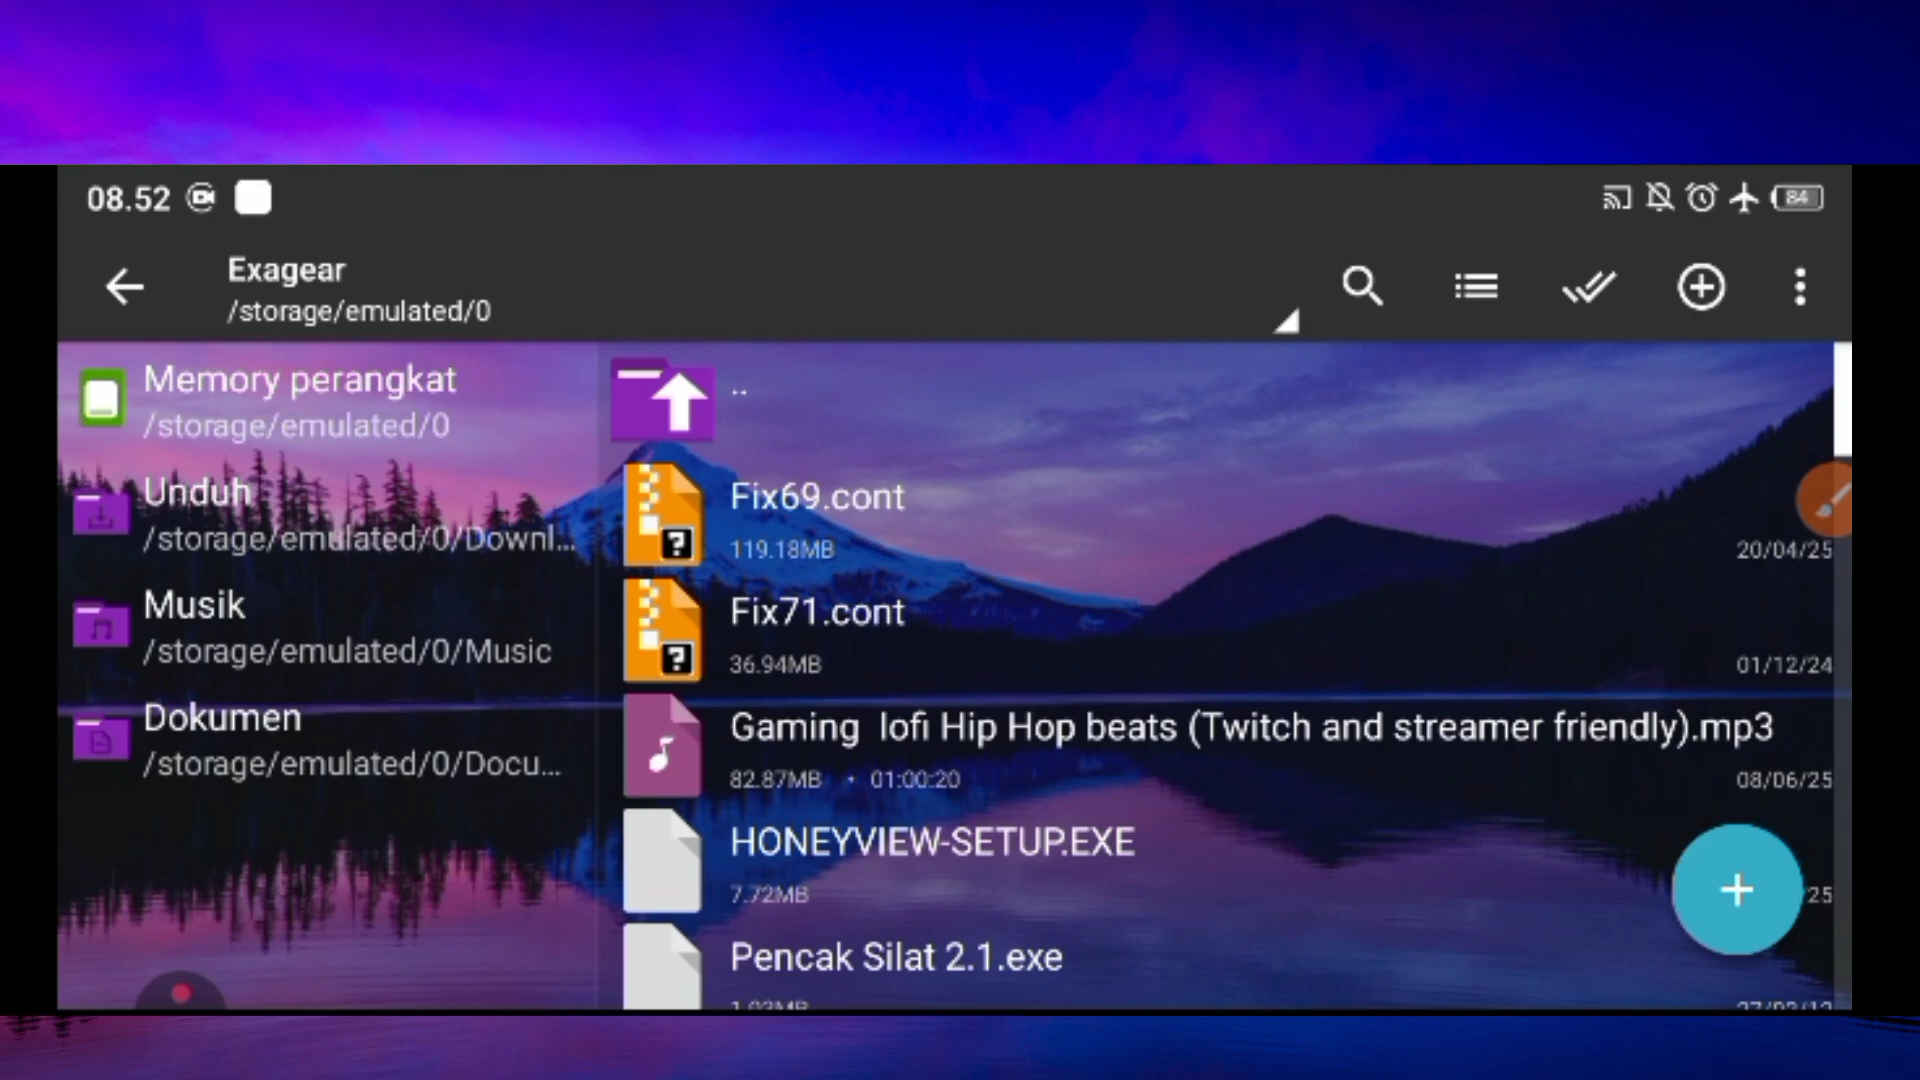 08.52
84
Exagear
/storage/emulated/0
Memory perangkat
/storage/emulated/0
Unduh
/storage/emulated/0/Downl...
Musik
/storage/emulated/0/Music
Dokumen
/storage/emulated/0/Docu...
..
Fix69.cont
119.18MB
20/04/25
Fix71.cont
36.94MB
01/12/24
Gaming  lofi Hip Hop beats (Twitch and streamer friendly).mp3
82.87MB • 01:00:20
08/06/25
HONEYVIEW-SETUP.EXE
7.72MB
/25
Pencak Silat 2.1.exe